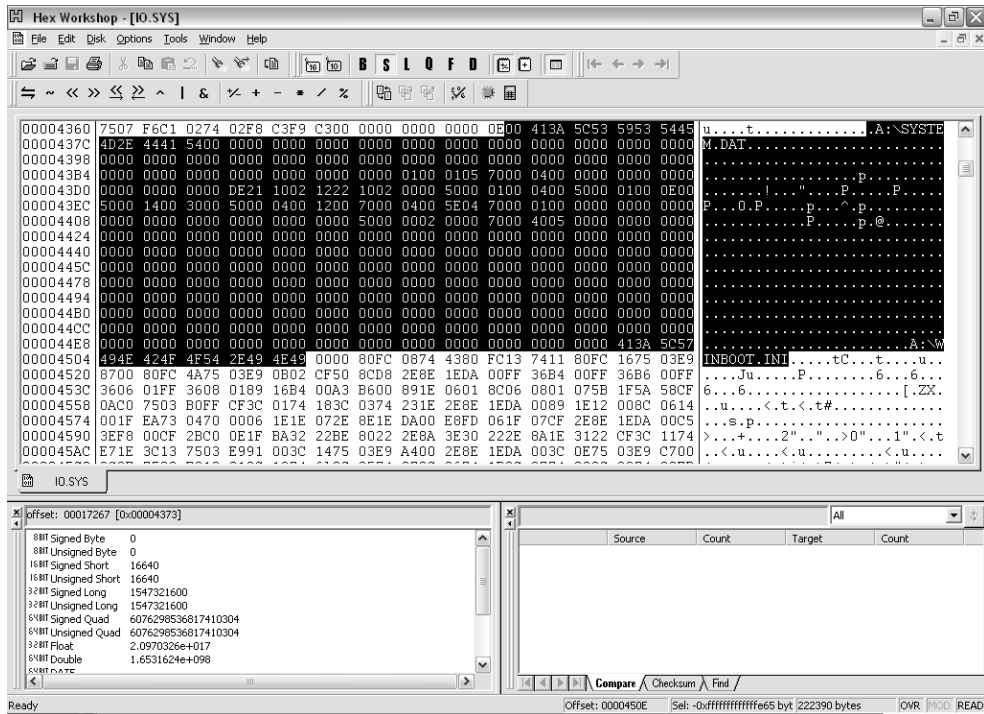 Hex Workshop - [IO.SYS]
File Edit Disk Options Tools Window Help
B S L Q F D
00004360 7507 F6C1 0274 02F8 C3F9 C300 0000 0000 0000 0E00 413A 5C53 5953 5445 u....t..............A:\SYSTE
0000437C 4D2E 4441 5400 0000 0000 0000 0000 0000 0000 0000 0000 0000 0000 0000 M.DAT.......................
00004398 0000 0000 0000 0000 0000 0000 0000 0000 0000 0000 0000 0000 0000 0000 ............................
000043B4 0000 0000 0000 0000 0000 0000 0000 0100 0105 7000 0400 0000 0000 0000 ..................p.........
000043D0 0000 0000 0000 DE21 1002 1222 1002 0000 5000 0100 0400 5000 0100 0E00 .......!..."....P.....P.....
000043EC 5000 1400 3000 5000 0400 1200 7000 0400 5E04 7000 0100 0000 0000 0000 P...0.P.....p...^.p.........
00004408 0000 0000 0000 0000 0000 0000 5000 0002 0000 7000 4005 0000 0000 0000 ............P.....p.@.......
00004424 0000 0000 0000 0000 0000 0000 0000 0000 0000 0000 0000 0000 0000 0000 ............................
00004440 0000 0000 0000 0000 0000 0000 0000 0000 0000 0000 0000 0000 0000 0000 ............................
0000445C 0000 0000 0000 0000 0000 0000 0000 0000 0000 0000 0000 0000 0000 0000 ............................
00004478 0000 0000 0000 0000 0000 0000 0000 0000 0000 0000 0000 0000 0000 0000 ............................
00004494 0000 0000 0000 0000 0000 0000 0000 0000 0000 0000 0000 0000 0000 0000 ............................
000044B0 0000 0000 0000 0000 0000 0000 0000 0000 0000 0000 0000 0000 0000 0000 ............................
000044CC 0000 0000 0000 0000 0000 0000 0000 0000 0000 0000 0000 0000 0000 0000 ............................
000044E8 0000 0000 0000 0000 0000 0000 0000 0000 0000 0000 0000 0000 413A 5C57 ........................A:\W
00004504 494E 424F 4F54 2E49 4E49 0000 80FC 0874 4380 FC13 7411 80FC 1675 03E9 INBOOT.INI.....tC...t....u..
00004520 8700 80FC 4A75 03E9 0B02 CF50 8CD8 2E8E 1EDA 00FF 36B4 00FF 36B6 00FF ....Ju.....P........6...6...
0000453C 3606 01FF 3608 0189 16B4 00A3 B600 891E 0601 8C06 0801 075B 1F5A 58CF 6...6..................[.ZX.
00004558 0AC0 7503 B0FF CF3C 0174 183C 0374 231E 2E8E 1EDA 0089 1E12 008C 0614 ..u....<.t.<.t#.............
00004574 001F EA73 0470 0006 1E1E 072E 8E1E DA00 E8FD 061F 07CF 2E8E 1EDA 00C5 ...s.p......................
00004590 3EF8 00CF 2BC0 0E1F BA32 22BE 8022 2E8A 3E30 222E 8A1E 3122 CF3C 1174 >...+....2".."..>0"...1".<.t
000045AC E71E 3C13 7503 E991 003C 1475 03E9 A400 2E8E 1EDA 003C 0E75 03E9 C700 ..<.u....<.u.........<.u....
IO.SYS
offset: 00017267 [0x00004373]
8BIT Signed Byte 0
8BIT Unsigned Byte 0
16BIT Signed Short 16640
16BIT Unsigned Short 16640
32BIT Signed Long 1547321600
32BIT Unsigned Long 1547321600
64BIT Signed Quad 6076298536817410304
64BIT Unsigned Quad 6076298536817410304
32BIT Float 2.0970326e+017
64BIT Double 1.6531624e+098
64BIT DATE
All
Source Count Target Count
Compare Checksum Find
Ready
Offset: 0000450E Sel: -0xfffffffffffffe65 byt 222390 bytes OVR MOD READ